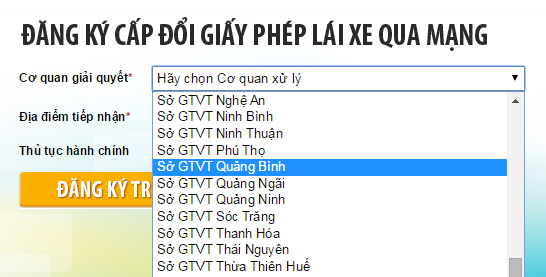 ĐĂNG KÝ CẤP ĐỔI GIẤY PHÉP LÁI XE QUA MẠNG
Cơ quan giải quyết*
Hãy chọn Cơ quan xử lý
Sở GTVT Nghệ An
Địa điểm tiếp nhận*
Sở GTVT Ninh Bình
Sở GTVT Ninh Thuận
Thủ tục hành chính
Sở GTVT Phú Thọ
Sở GTVT Quảng Bình
ĐĂNG KÝ TR
Sở GTVT Quảng Ngãi
Sở GTVT Quảng Ninh
Sở GTVT Sóc Trăng
Sở GTVT Thanh Hóa
Sở GTVT Thái Nguyên
Sở GTVT Thừa Thiên Huế